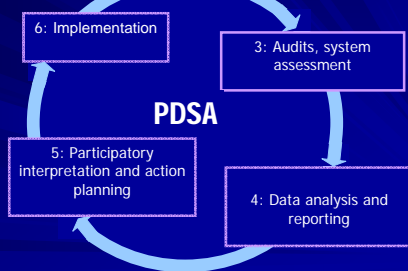 6: Implementation
3: Audits, system
assessment
PDSA
5: Participatory
interpretation and action
planning
4: Data analysis and
reporting